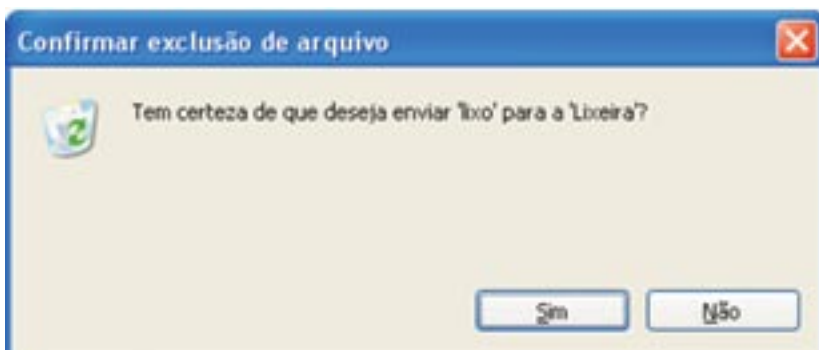 Confirmar exclusão de arquivo
Tem certeza de que deseja enviar 'lixo' para a 'Lixeira'?
Sim
Não